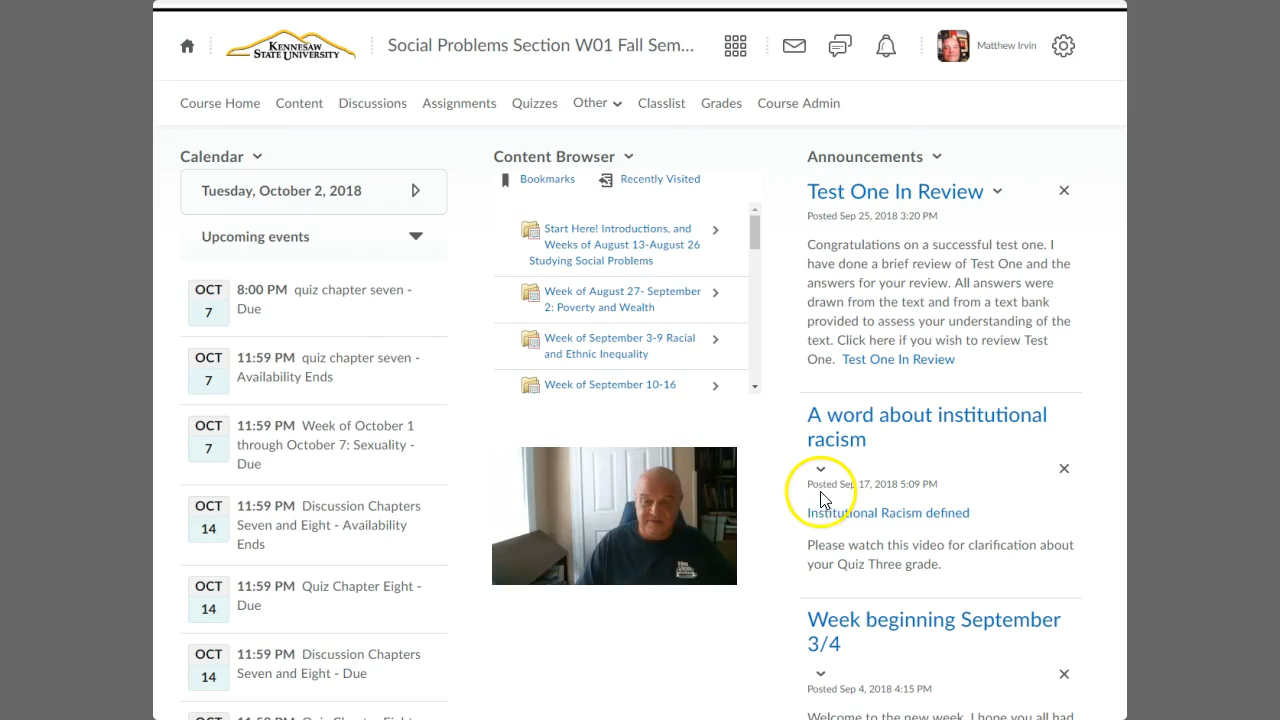 KENNESAW
STATE UNIVERSITY
Social Problems Section W01 Fall Sem...
Matthew Irvin
Course Home
Content
Discussions
Assignments
Quizzes
Other
Classlist
Grades
Course Admin
Calendar
Tuesday, October 2, 2018
Upcoming events
OCT
7
8:00 PM quiz chapter seven -
Due
OCT
7
11:59 PM quiz chapter seven -
Availability Ends
OCT
7
11:59 PM Week of October 1
through October 7: Sexuality -
Due
OCT
14
11:59 PM Discussion Chapters
Seven and Eight - Availability
Ends
OCT
14
11:59 PM Quiz Chapter Eight -
Due
OCT
14
11:59 PM Discussion Chapters
Seven and Eight - Due
Content Browser
Bookmarks
Recently Visited
Start Here! Introductions, and
Weeks of August 13-August 26
Studying Social Problems
Week of August 27- September
2: Poverty and Wealth
Week of September 3-9 Racial
and Ethnic Inequality
Week of September 10-16
Announcements
Test One In Review
Posted Sep 25, 2018 3:20 PM
Congratulations on a successful test one. I
have done a brief review of Test One and the
answers for your review. All answers were
drawn from the text and from a text bank
provided to assess your understanding of the
text. Click here if you wish to review Test
One. Test One In Review
A word about institutional
racism
Posted Sep 17, 2018 5:09 PM
Institutional Racism defined
Please watch this video for clarification about
your Quiz Three grade.
Week beginning September
3/4
Posted Sep 4, 2018 4:15 PM
Welcome to the new week. I hope you all had